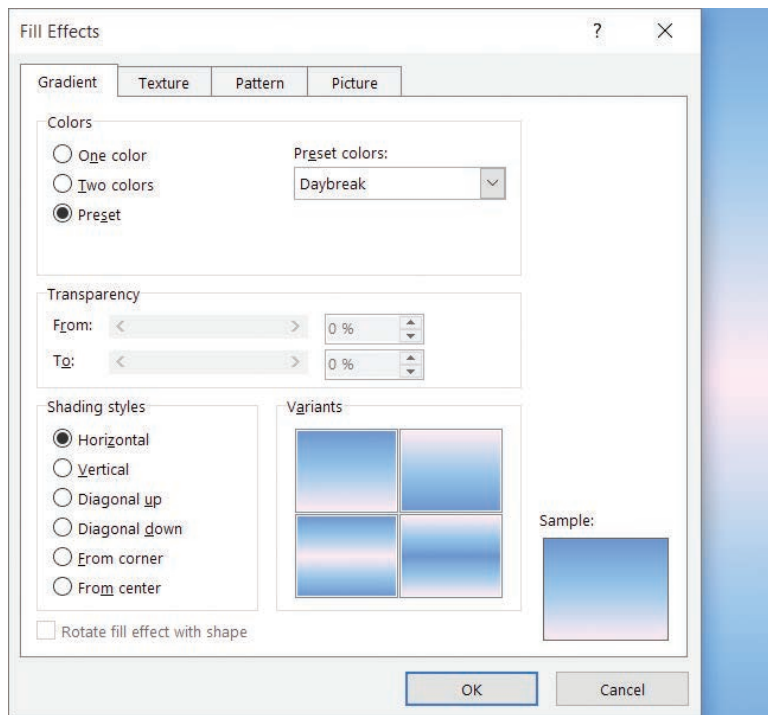 Fill Effects ?
Gradient Texture Pattern Picture
Colors
One color
Two colors
Preset
Preset colors:
Daybreak
Transparency
From: 0 %
To: 0 %
Shading styles
Horizontal
Vertical
Diagonal up
Diagonal down
From corner
From center
Variants
Sample:
Rotate fill effect with shape
OK Cancel